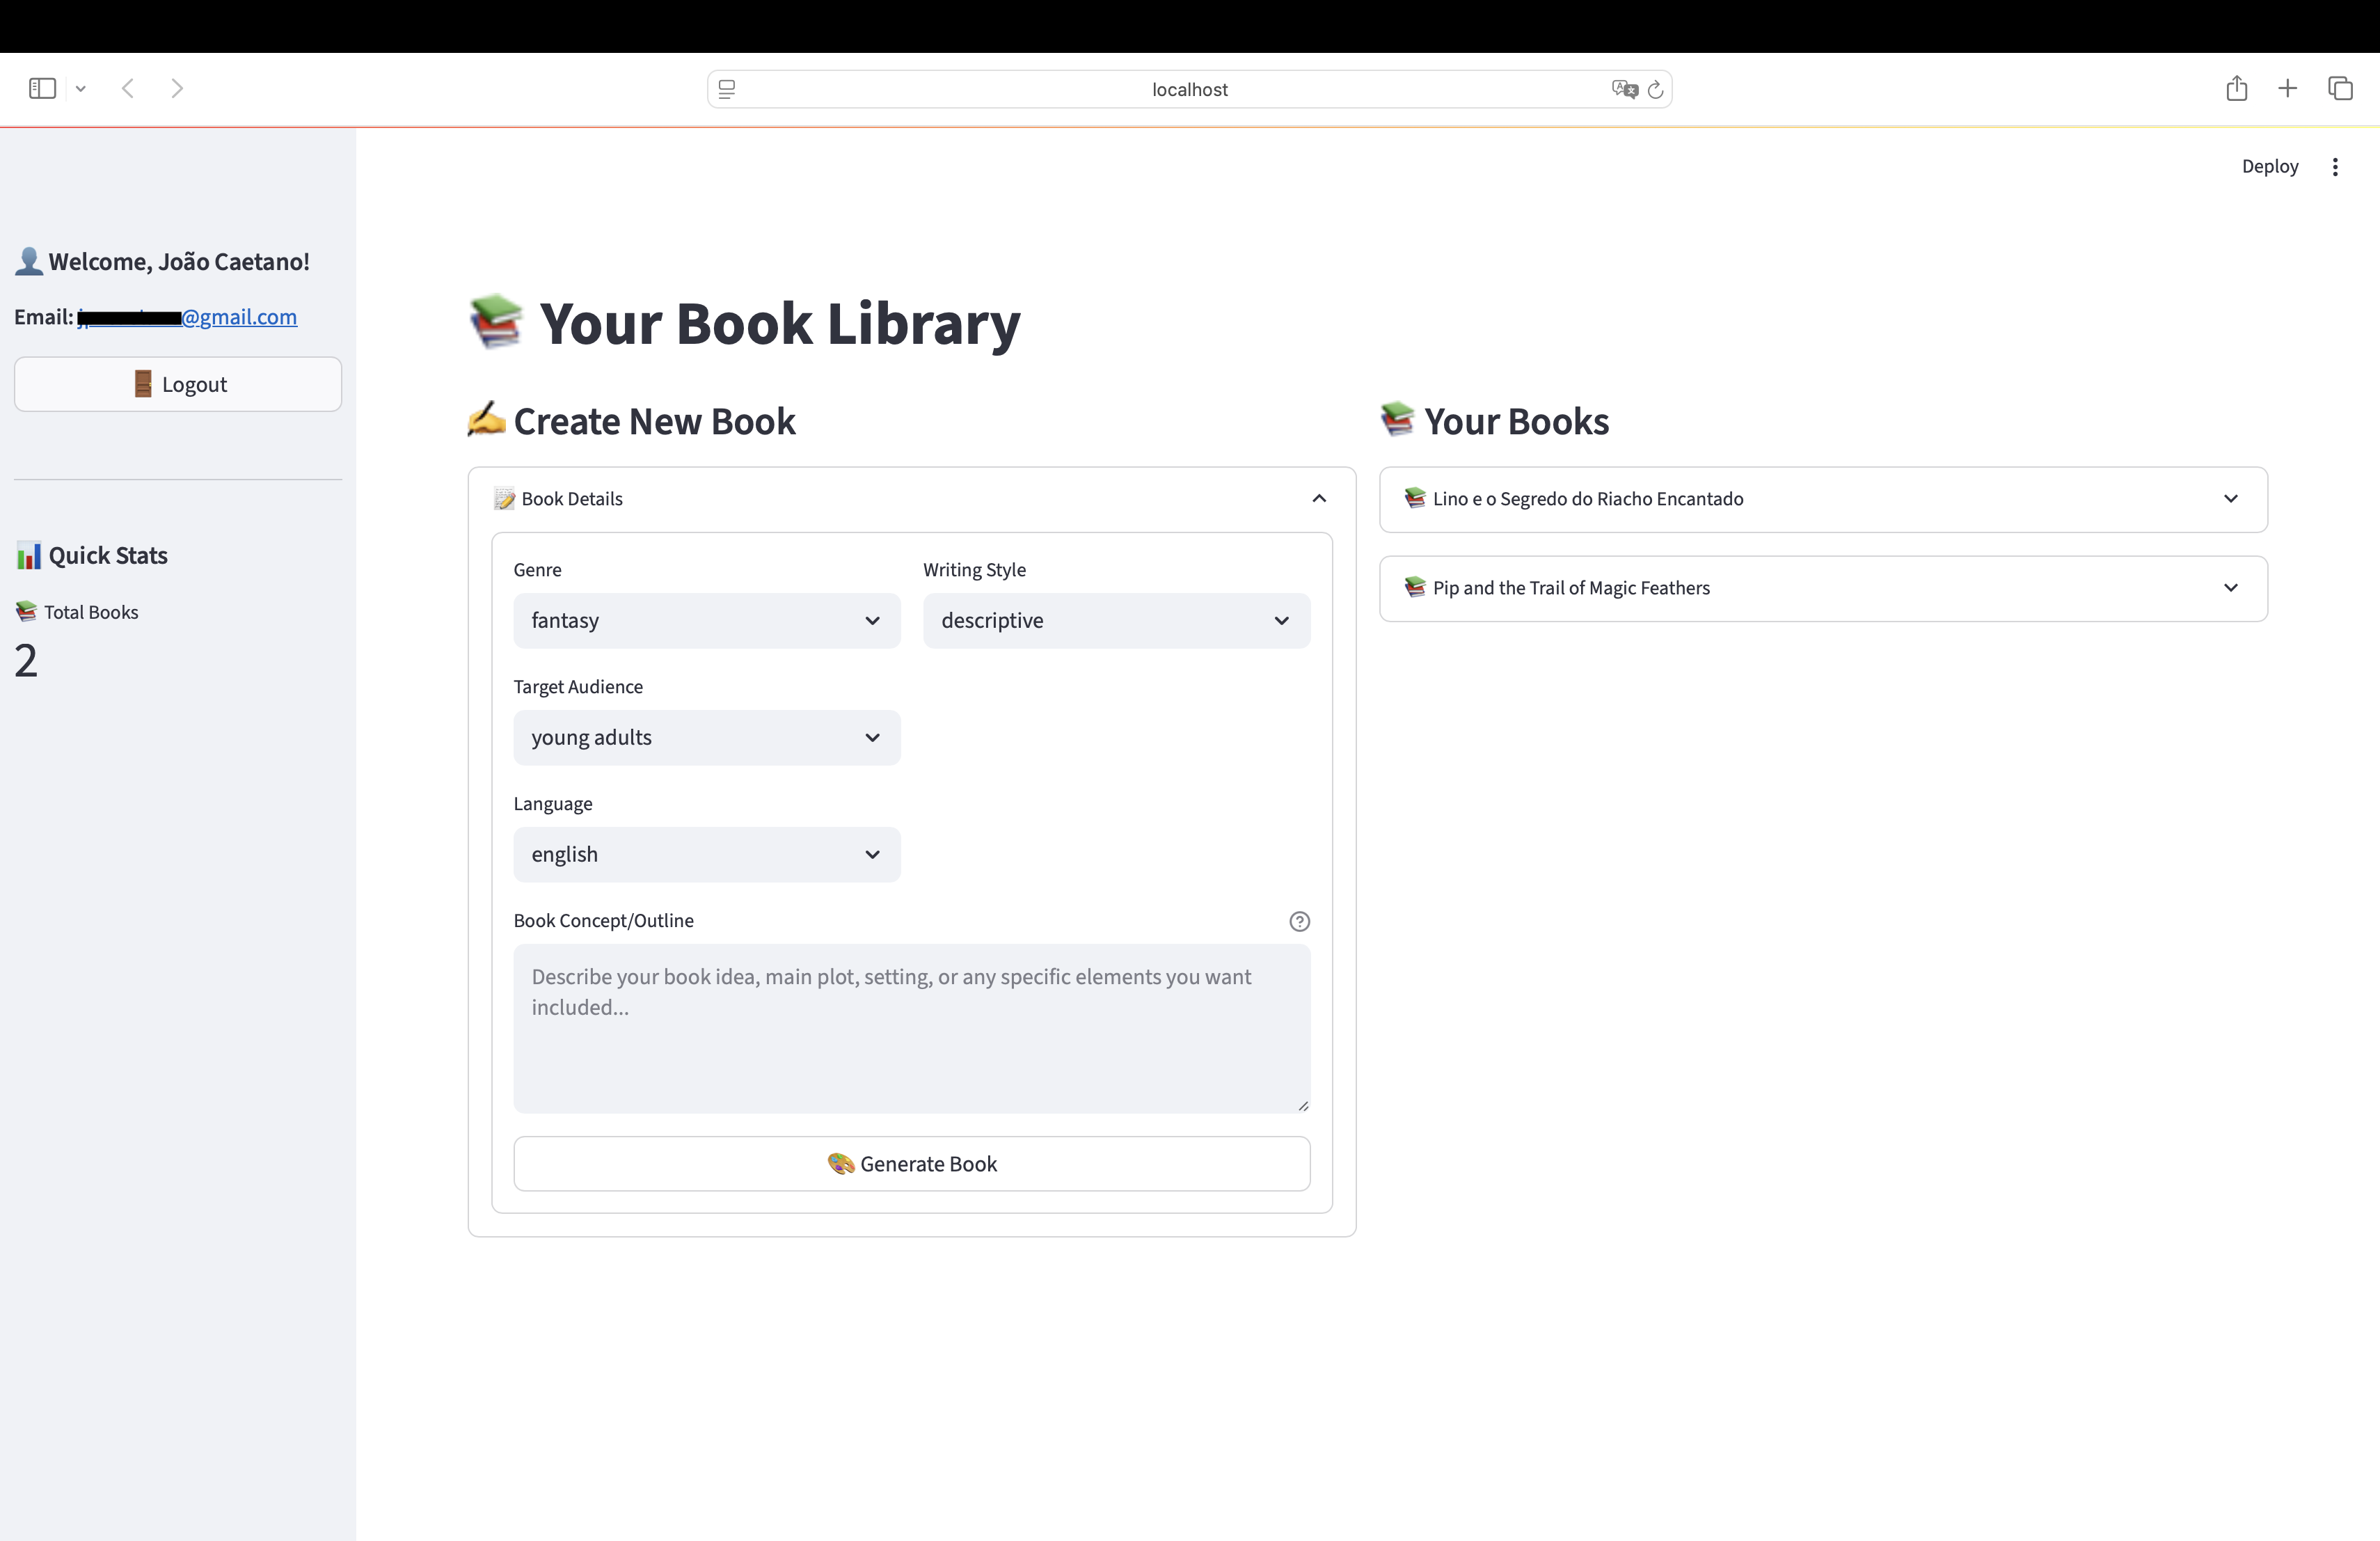 localhost
Deploy
Welcome, João Caetano!
Email: @gmail.com
Logout
Quick Stats
Total Books
2
Your Book Library
Create New Book
Book Details
Genre
Writing Style
fantasy
descriptive
Target Audience
young adults
Language
english
Book Concept/Outline
Describe your book idea, main plot, setting, or any specific elements you want
included...
Generate Book
Your Books
Lino e o Segredo do Riacho Encantado
Pip and the Trail of Magic Feathers